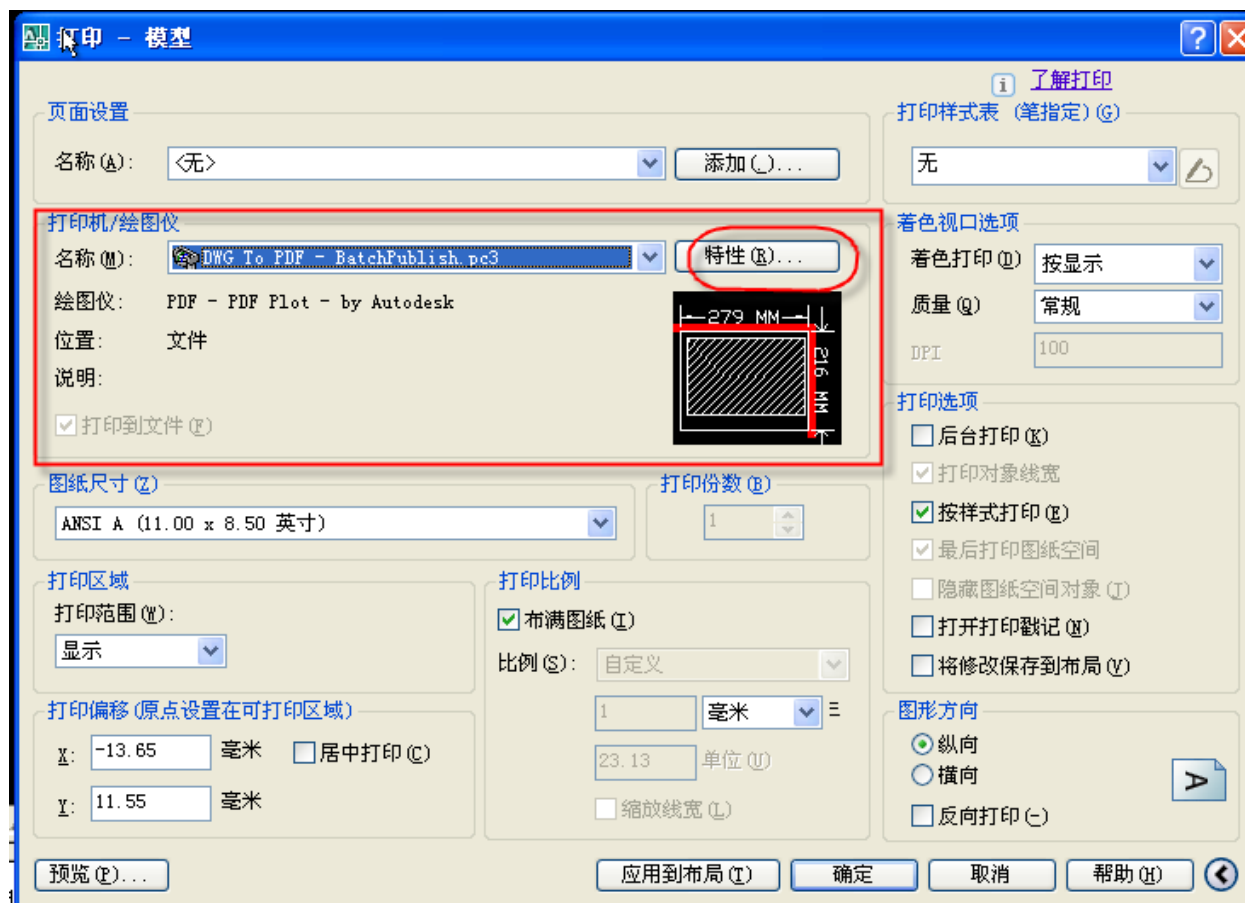 打印 - 模型
了解打印
页面设置
名称(A): <无> 添加(.)...
打印样式表 (笔指定)(G)
无
打印机/绘图仪
名称(M): DWG To PDF - BatchPublish.pc3 特性(R)...
绘图仪: PDF - PDF Plot - by Autodesk
位置: 文件
说明:
打印到文件(F)
279 MM
216 MM
着色视口选项
着色打印(D) 按显示
质量(Q) 常规
DPI 100
图纸尺寸(Z)
ANSI A (11.00 x 8.50 英寸)
打印份数(B)
1
打印选项
后台打印(K)
打印对象线宽
按样式打印(E)
最后打印图纸空间
隐藏图纸空间对象(J)
打开打印戳记(N)
将修改保存到布局(V)
打印区域
打印范围(W):
显示
打印比例
布满图纸(I)
比例(S): 自定义
1 毫米 =
23.13 单位(U)
缩放线宽(L)
打印偏移(原点设置在可打印区域)
X: -13.65 毫米 居中打印(C)
Y: 11.55 毫米
图形方向
纵向
横向
反向打印(-)
A
预览(P)... 应用到布局(T) 确定 取消 帮助(H)